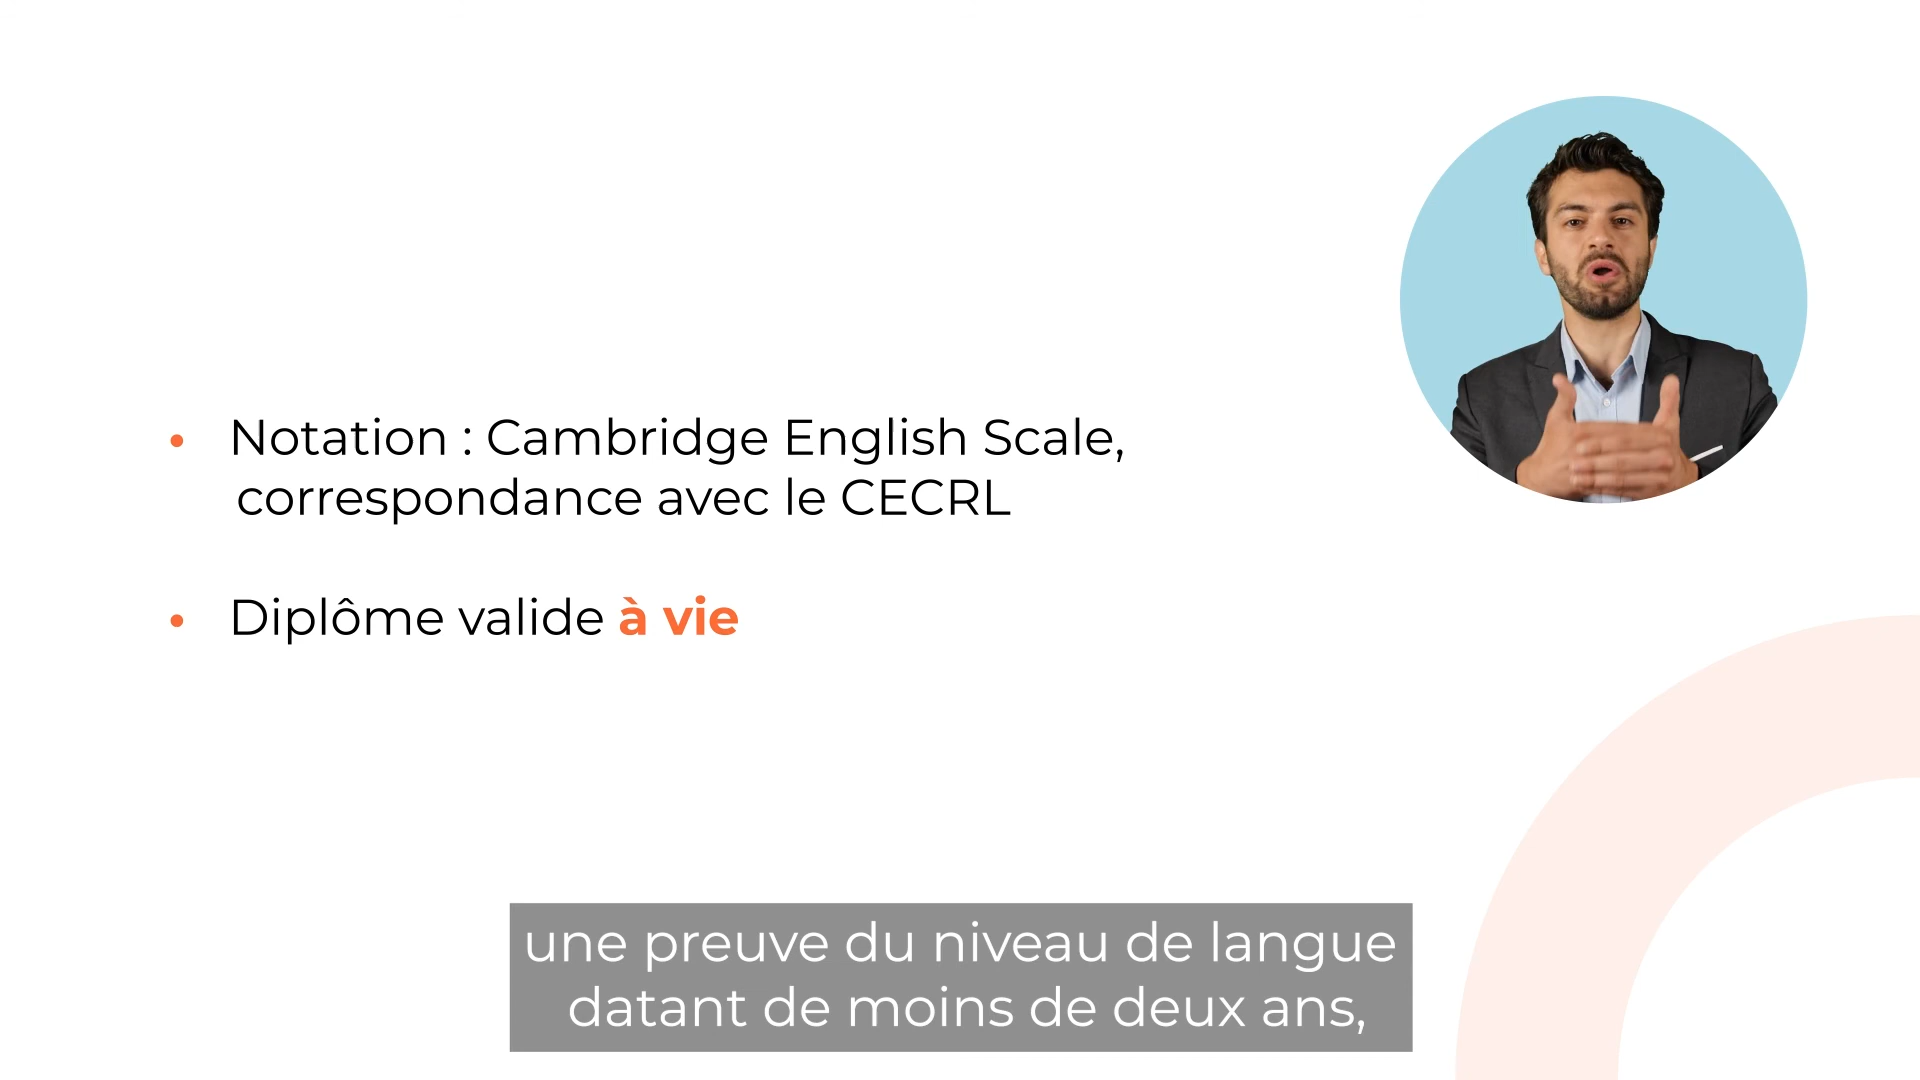 Notation : Cambridge English Scale,
correspondance avec le CECRL
Diplôme valide à vie
une preuve du niveau de langue
datant de moins de deux ans,